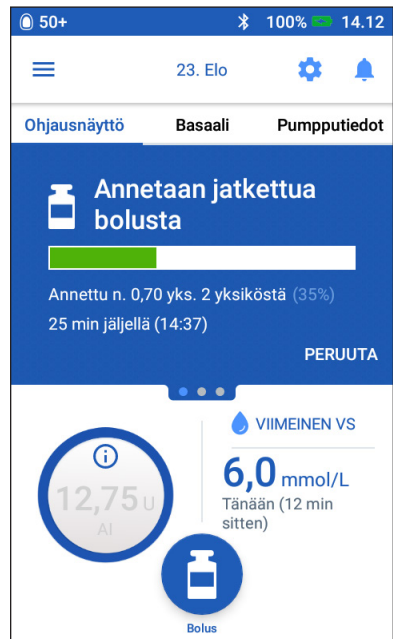 50+ 100% 14.12
23. Elo
Ohjausnäyttö Basaali Pumpputiedot
Annetaan jatkettua
bolusta
Annettu n. 0,70 yks. 2 yksiköstä (35%)
25 min jäljellä (14:37)
PERUUTA
VIIMEINEN VS
6,0 mmol/L
Tänään (12 min
sitten)
12,75 U
AI
Bolus